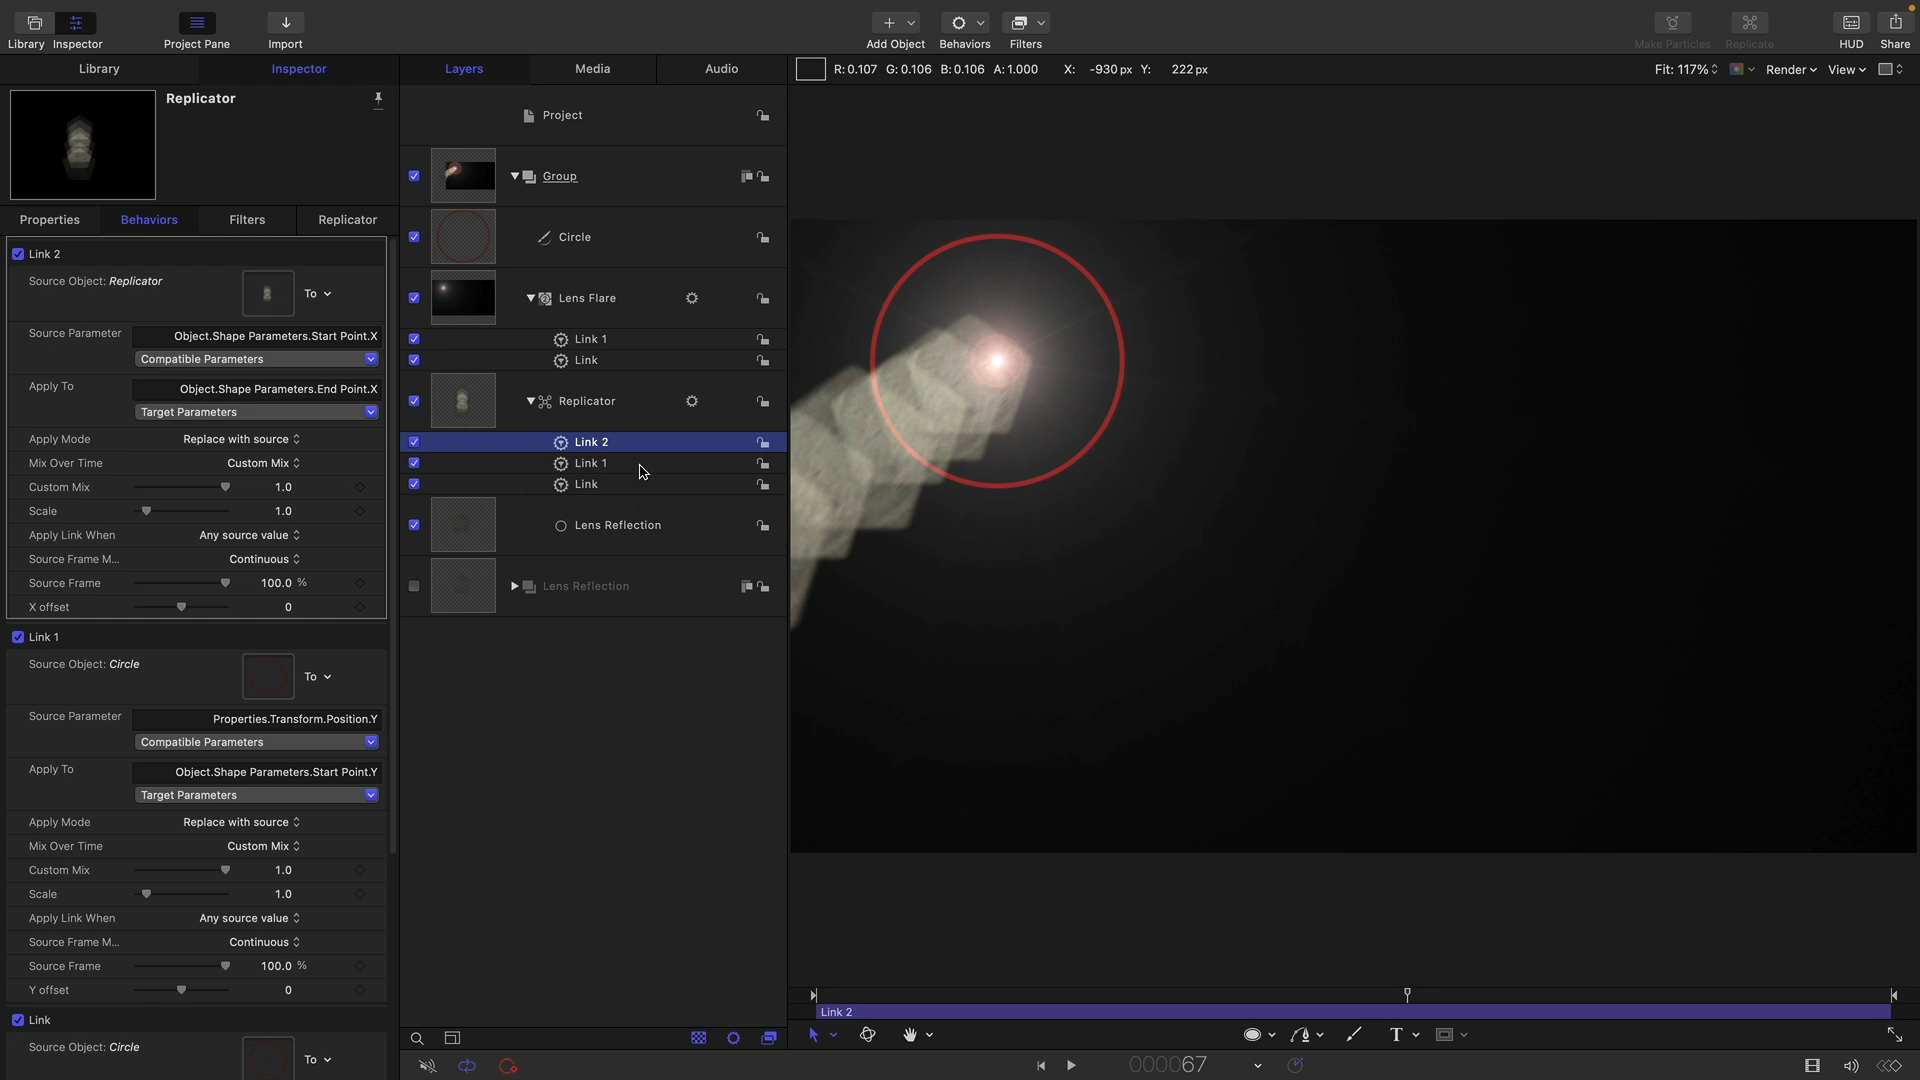 Library Inspector Project Pane Import Add Object Behaviors Filters Make Particles Replicate HUD Share
Library Inspector Layers Media Audio R: 0.107 G: 0.106 B: 0.106 A: 1.000 X: -930 px Y: 222 px Fit: 117% Render View
Replicator
Properties Behaviors Filters Replicator
Link 2
Source Object: Replicator To
Source Parameter Object.Shape Parameters.Start Point.X
Compatible Parameters
Apply To Object.Shape Parameters.End Point.X
Target Parameters
Apply Mode Replace with source
Mix Over Time Custom Mix
Custom Mix 1.0
Scale 1.0
Apply Link When Any source value
Source Frame M... Continuous
Source Frame 100.0 %
X offset 0
Link 1
Source Object: Circle To
Source Parameter Properties.Transform.Position.Y
Compatible Parameters
Apply To Object.Shape Parameters.Start Point.Y
Target Parameters
Apply Mode Replace with source
Mix Over Time Custom Mix
Custom Mix 1.0
Scale 1.0
Apply Link When Any source value
Source Frame M... Continuous
Source Frame 100.0 %
Y offset 0
Link
Source Object: Circle To
Project
Group
Circle
Lens Flare
Link 1
Link
Replicator
Link 2
Link 1
Link
Lens Reflection
Lens Reflection
Link 2
T
000067